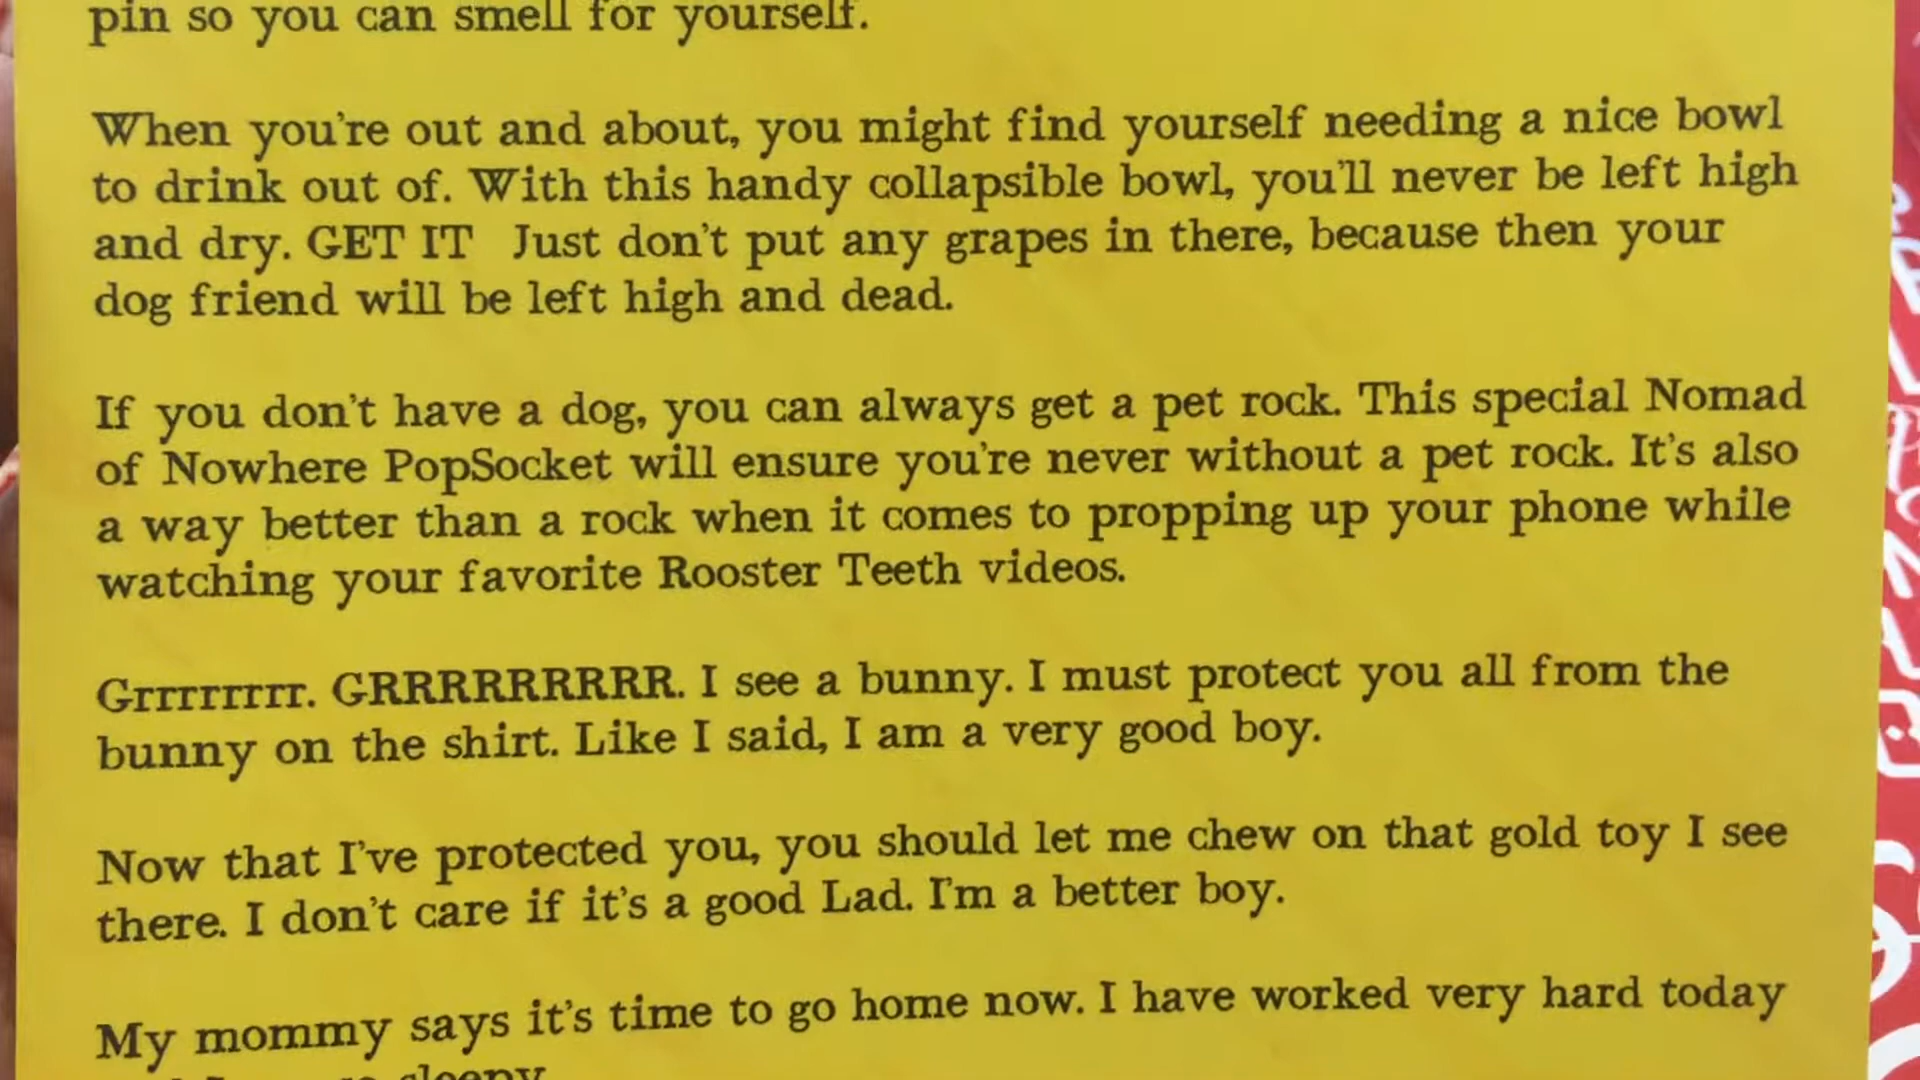 pin so you can smell for yourself.
When you're out and about, you might find yourself needing a nice bowl
to drink out of. With this handy collapsible bowl, you'll never be left high
and dry. GET IT Just don't put any grapes in there, because then your
dog friend will be left high and dead.
If you don't have a dog, you can always get a pet rock. This special Nomad
of Nowhere PopSocket will ensure you're never without a pet rock. It's also
a way better than a rock when it comes to propping up your phone while
watching your favorite Rooster Teeth videos.
Grrrrrrrr. GRRRRRRRRR. I see a bunny. I must protect you all from the
bunny on the shirt. Like I said, I am a very good boy.
Now that I've protected you, you should let me chew on that gold toy I see
there. I don't care if it's a good Lad. I'm a better boy.
My mommy says it's time to go home now. I have worked very hard today
sleepy